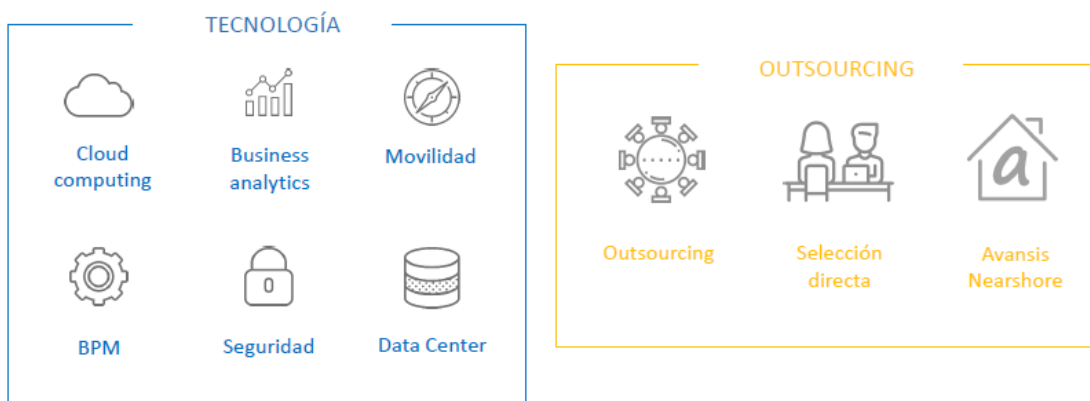 TECNOLOGÍA
Cloud
computing
Business
analytics
Movilidad
BPM
Seguridad
Data Center
OUTSOURCING
a
Outsourcing
Selección
directa
Avansis
Nearshore